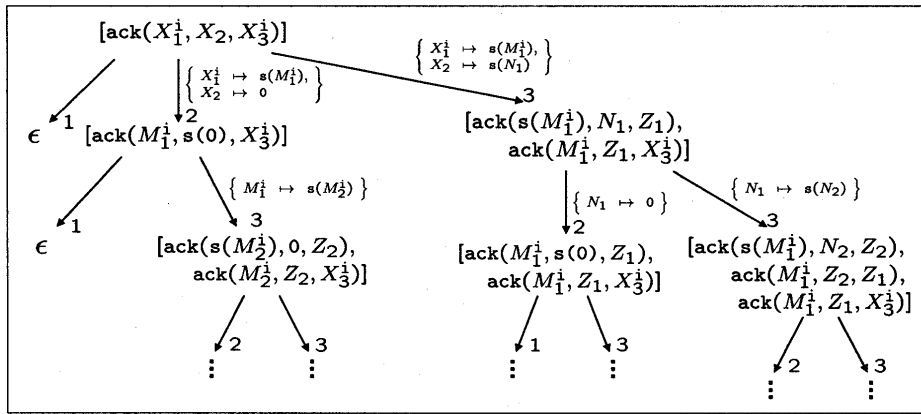 [ack(X₁ⁱ, X₂, X₃ⁱ)]
{ X₁ⁱ ↦ s(M₁ⁱ),
X₂ ↦ 0 }
{ X₁ⁱ ↦ s(M₁ⁱ),
X₂ ↦ s(N₁) }
1
2
3
ϵ
[ack(M₁ⁱ, s(0), X₃ⁱ)]
[ack(s(M₁ⁱ), N₁, Z₁),
ack(M₁ⁱ, Z₁, X₃ⁱ)]
{ M₁ⁱ ↦ s(M₂ⁱ) }
{ N₁ ↦ 0 }
{ N₁ ↦ s(N₂) }
1
3
2
3
ϵ
[ack(s(M₂ⁱ), 0, Z₂),
ack(M₂ⁱ, Z₂, X₃ⁱ)]
[ack(M₁ⁱ, s(0), Z₁),
ack(M₁ⁱ, Z₁, X₃ⁱ)]
[ack(s(M₁ⁱ), N₂, Z₂),
ack(M₁ⁱ, Z₂, Z₁),
ack(M₁ⁱ, Z₁, X₃ⁱ)]
2
3
1
3
2
3
⋮ ⋮ ⋮ ⋮ ⋮ ⋮